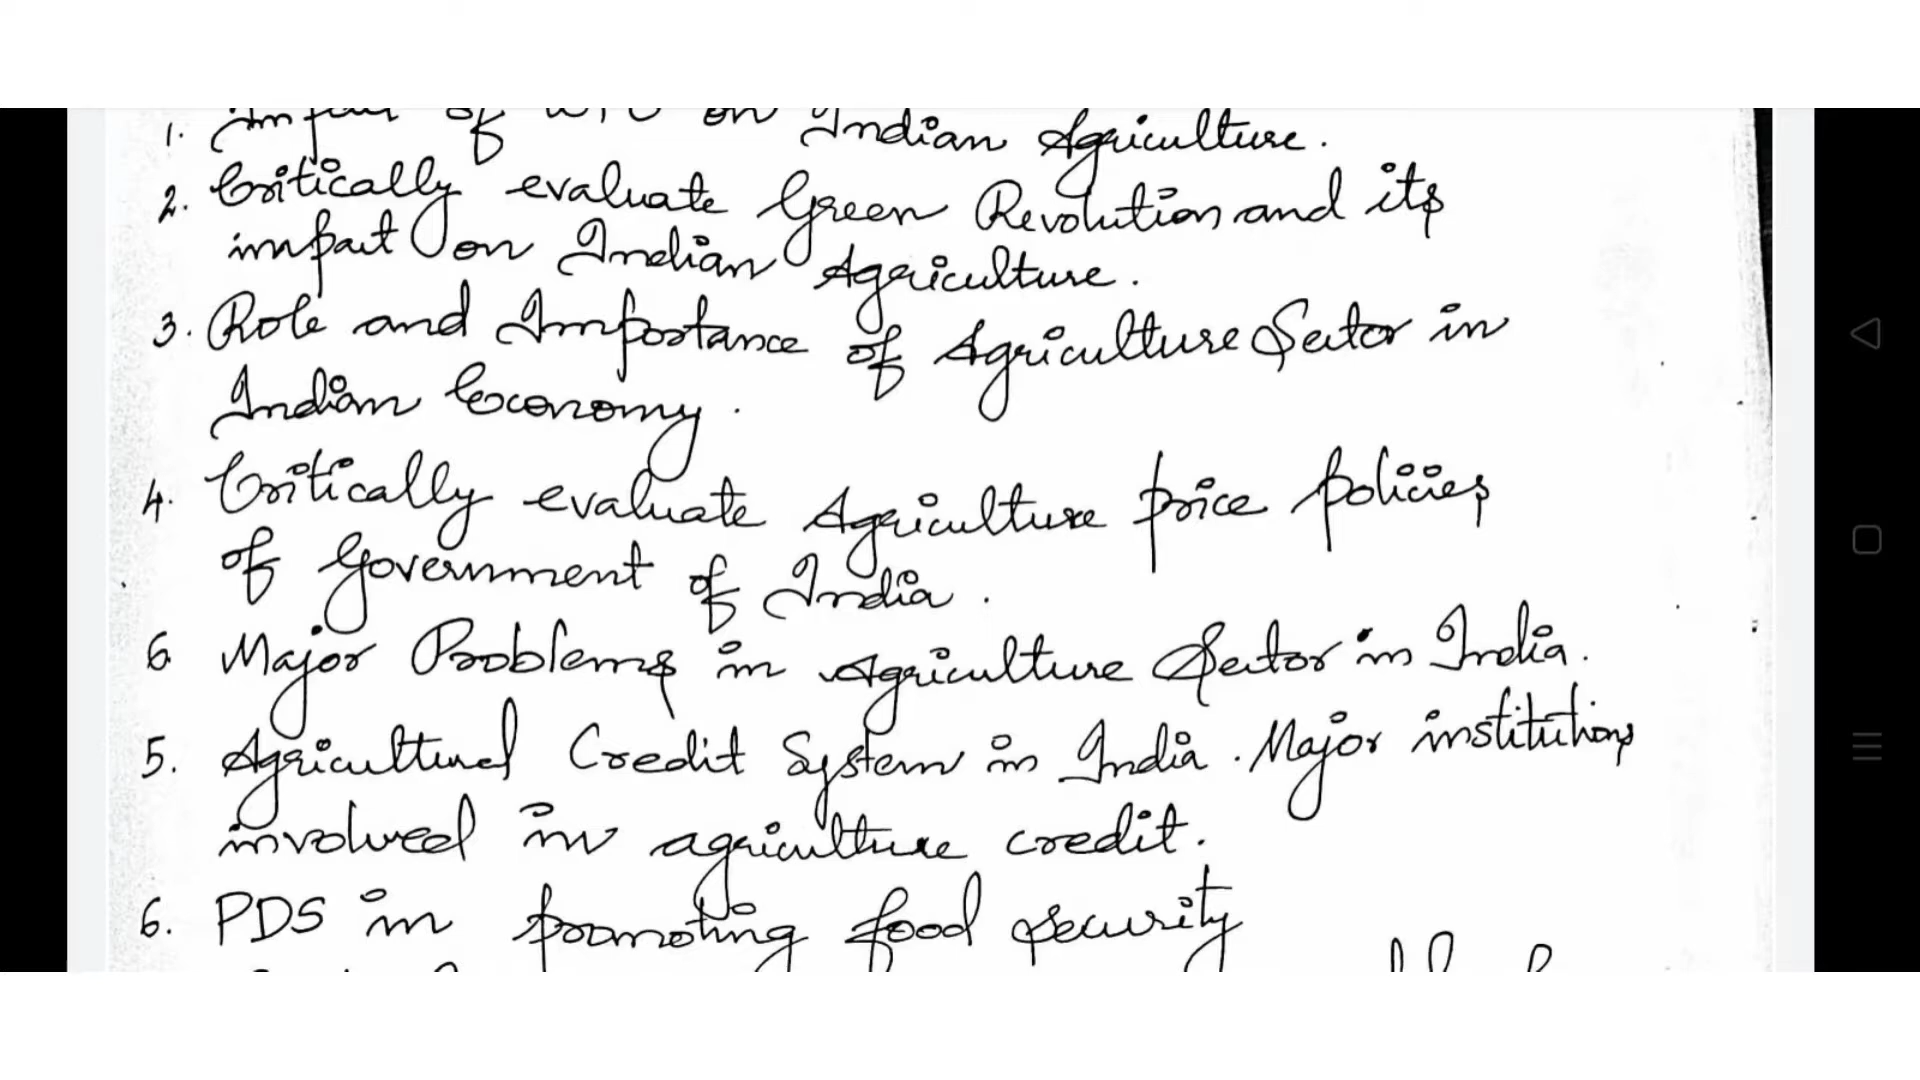 1. Impact of WTO on Indian Agriculture.
2. Critically evaluate Green Revolution and its
impact on Indian Agriculture.
3. Role and Importance of Agriculture Sector in
Indian Economy.
4. Critically evaluate Agriculture price policies
of Government of India.
6 Major Problems in Agriculture Sector in India.
5. Agricultural Credit System in India. Major institutions
involved in agriculture credit.
6. PDS in promoting food security